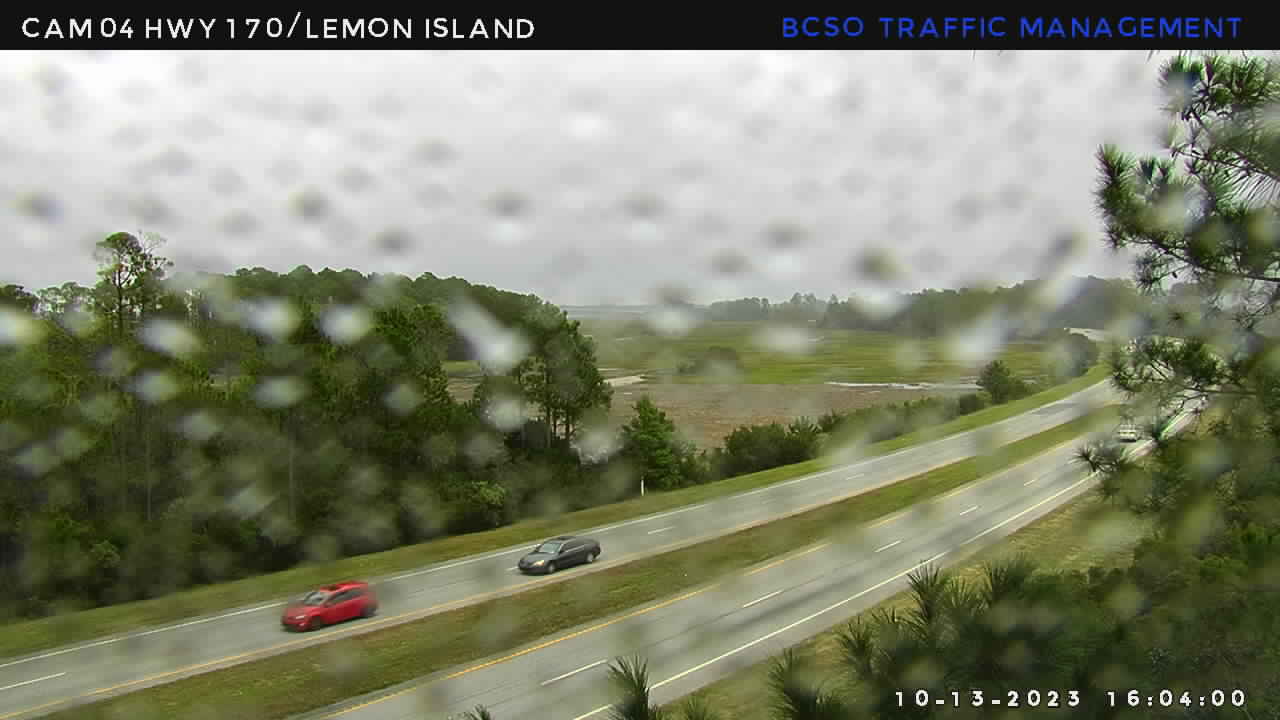 CAM04 HWY170/LEMON ISLAND
BCSO TRAFFIC MANAGEMENT
10-13-2023 16:04:00